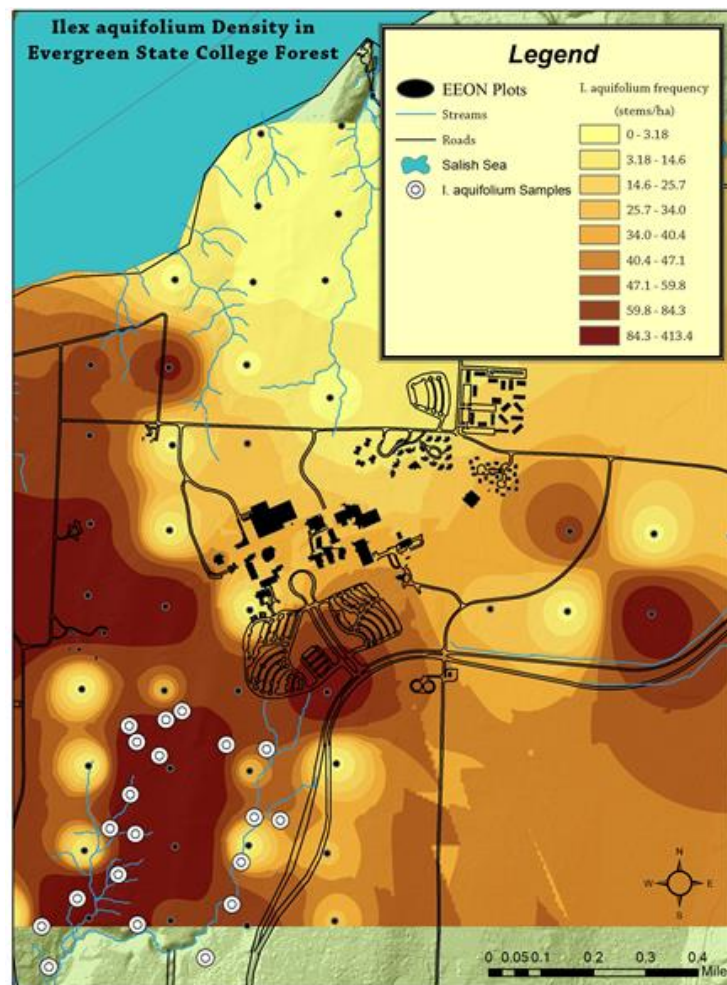 Ilex aquifolium Density in
Evergreen State College Forest
Legend
EEON Plots
Streams
Roads
Salish Sea
I. aquifolium Samples
I. aquifolium frequency
(stems/ha)
0 - 3.18
3.18 - 14.6
14.6 - 25.7
25.7 - 34.0
34.0 - 40.4
40.4 - 47.1
47.1 - 59.8
59.8 - 84.3
84.3 - 413.4
N
W E
S
0 0.05 0.1 0.2 0.3 0.4
Mile